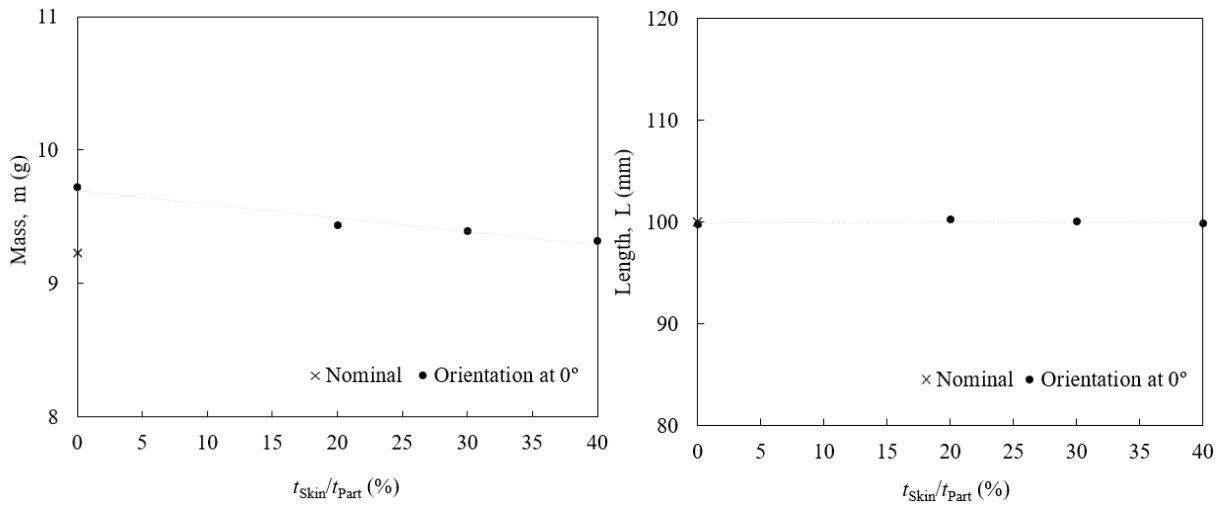 11
10
9
8
Mass, m (g)
× Nominal ● Orientation at 0º
0 5 10 15 20 25 30 35 40
tSkin/tPart (%)
120
110
100
90
80
Length, L (mm)
× Nominal ● Orientation at 0º
0 5 10 15 20 25 30 35 40
tSkin/tPart (%)